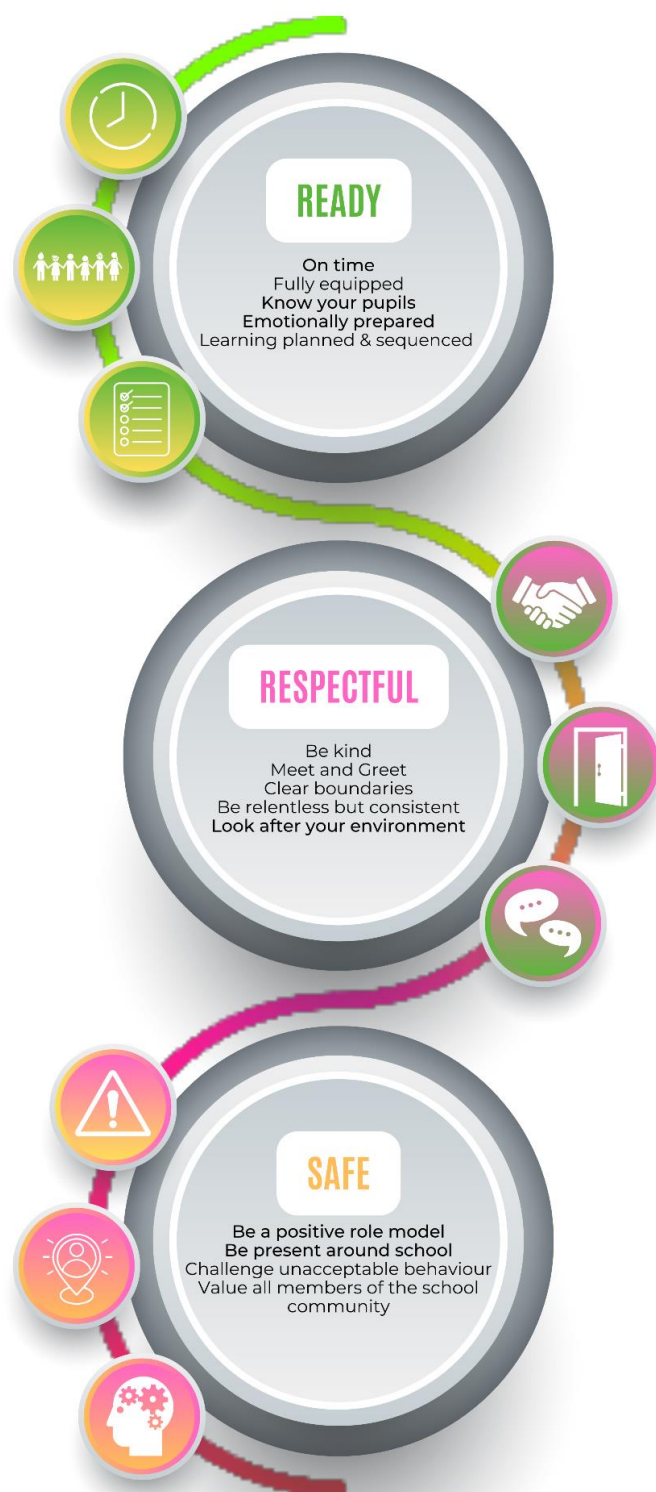 READY
On time
Fully equipped
Know your pupils
Emotionally prepared
Learning planned & sequenced
RESPECTFUL
Be kind
Meet and Greet
Clear boundaries
Be relentless but consistent
Look after your environment
SAFE
Be a positive role model
Be present around school
Challenge unacceptable behaviour
Value all members of the school
community